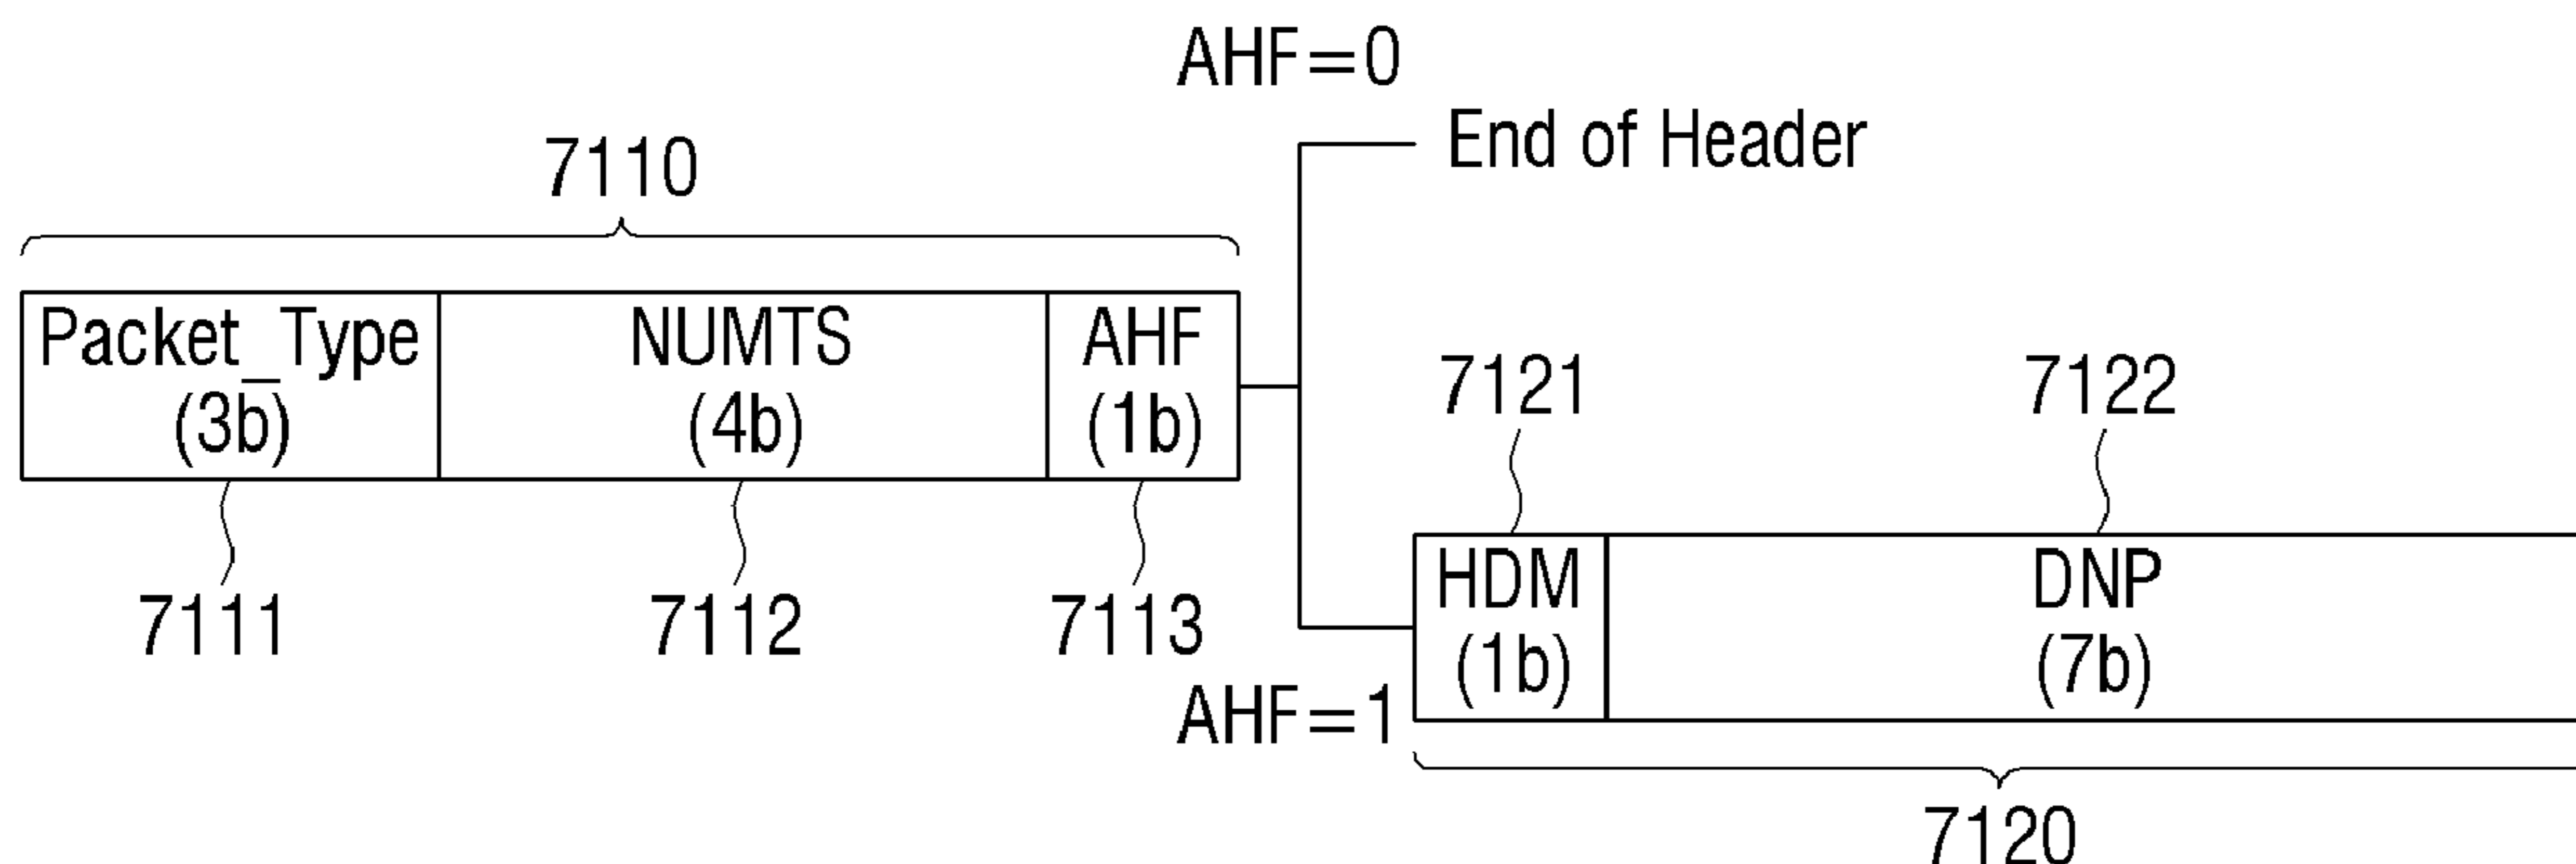 AHF=0
End of Header
7110
Packet_Type
(3b)
NUMTS
(4b)
AHF
(1b)
7111
7112
7113
7121
7122
HDM
(1b)
DNP
(7b)
AHF=1
7120